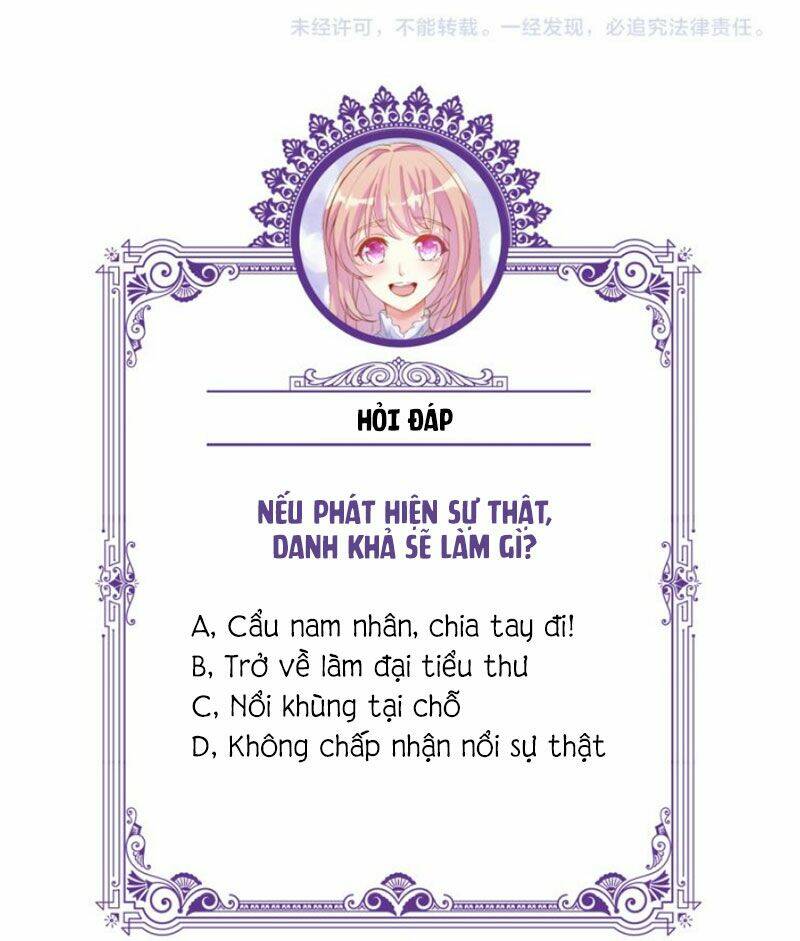 未经许可，不能转载。一经发现，必追究法律责任。
HỎI ĐÁP
NẾU PHÁT HIỆN SỰ THẬT,
DANH KHẢ SẼ LÀM GÌ?
A, Cẩu nam nhân, chia tay đi!
B, Trở về làm đại tiểu thư
C, Nổi khùng tại chỗ
D, Không chấp nhận nổi sự thật